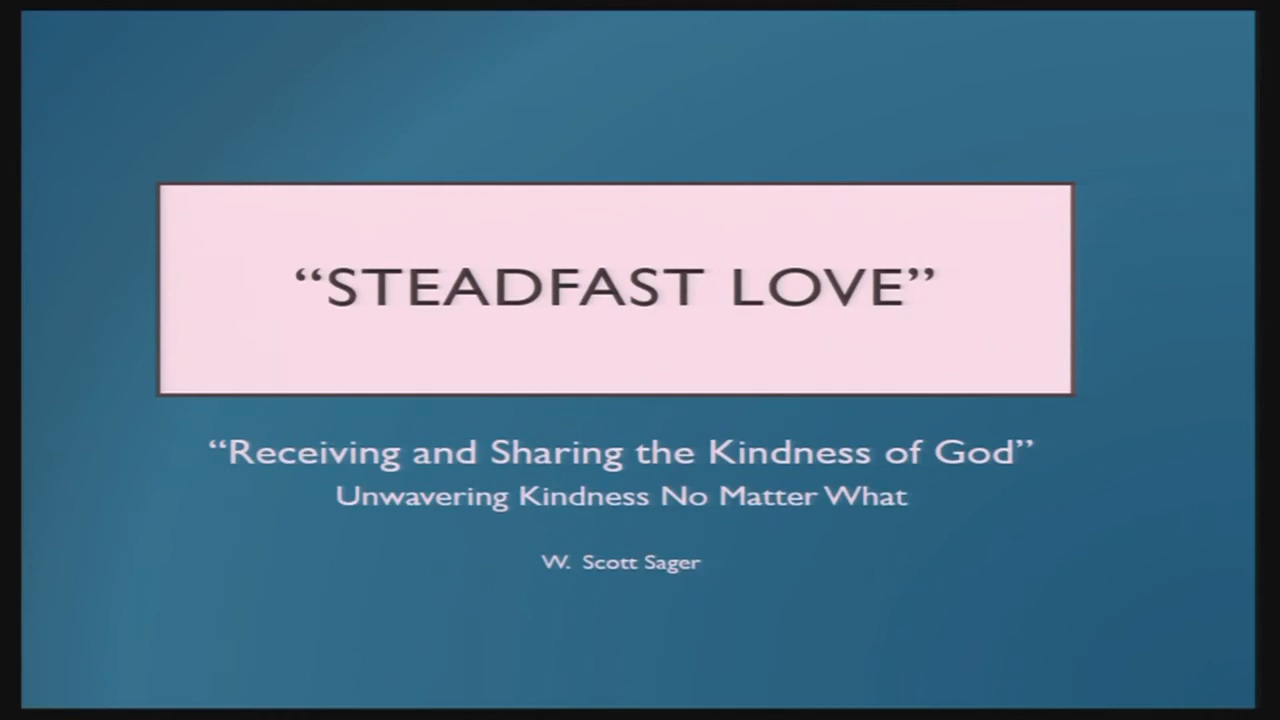 “STEADFAST LOVE”
“Receiving and Sharing the Kindness of God”
Unwavering Kindness No Matter What
W. Scott Sager